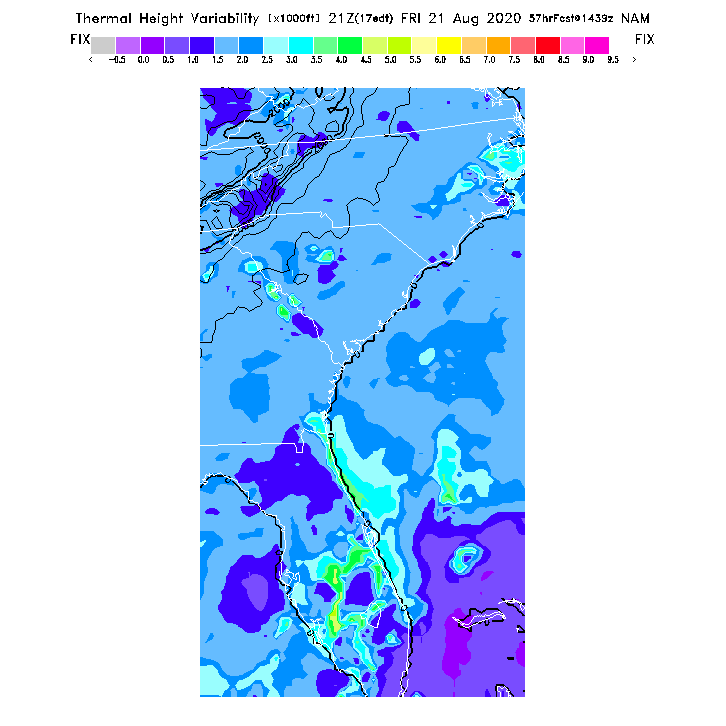 Thermal Height Variability [x1000ft] 21Z(17edt) FRI 21 Aug 2020 57hrFcst@1439z NAM
FIX FIX
< -0.5 0.0 0.5 1.0 1.5 2.0 2.5 3.0 3.5 4.0 4.5 5.0 5.5 6.0 6.5 7.0 7.5 8.0 8.5 9.0 9.5 >